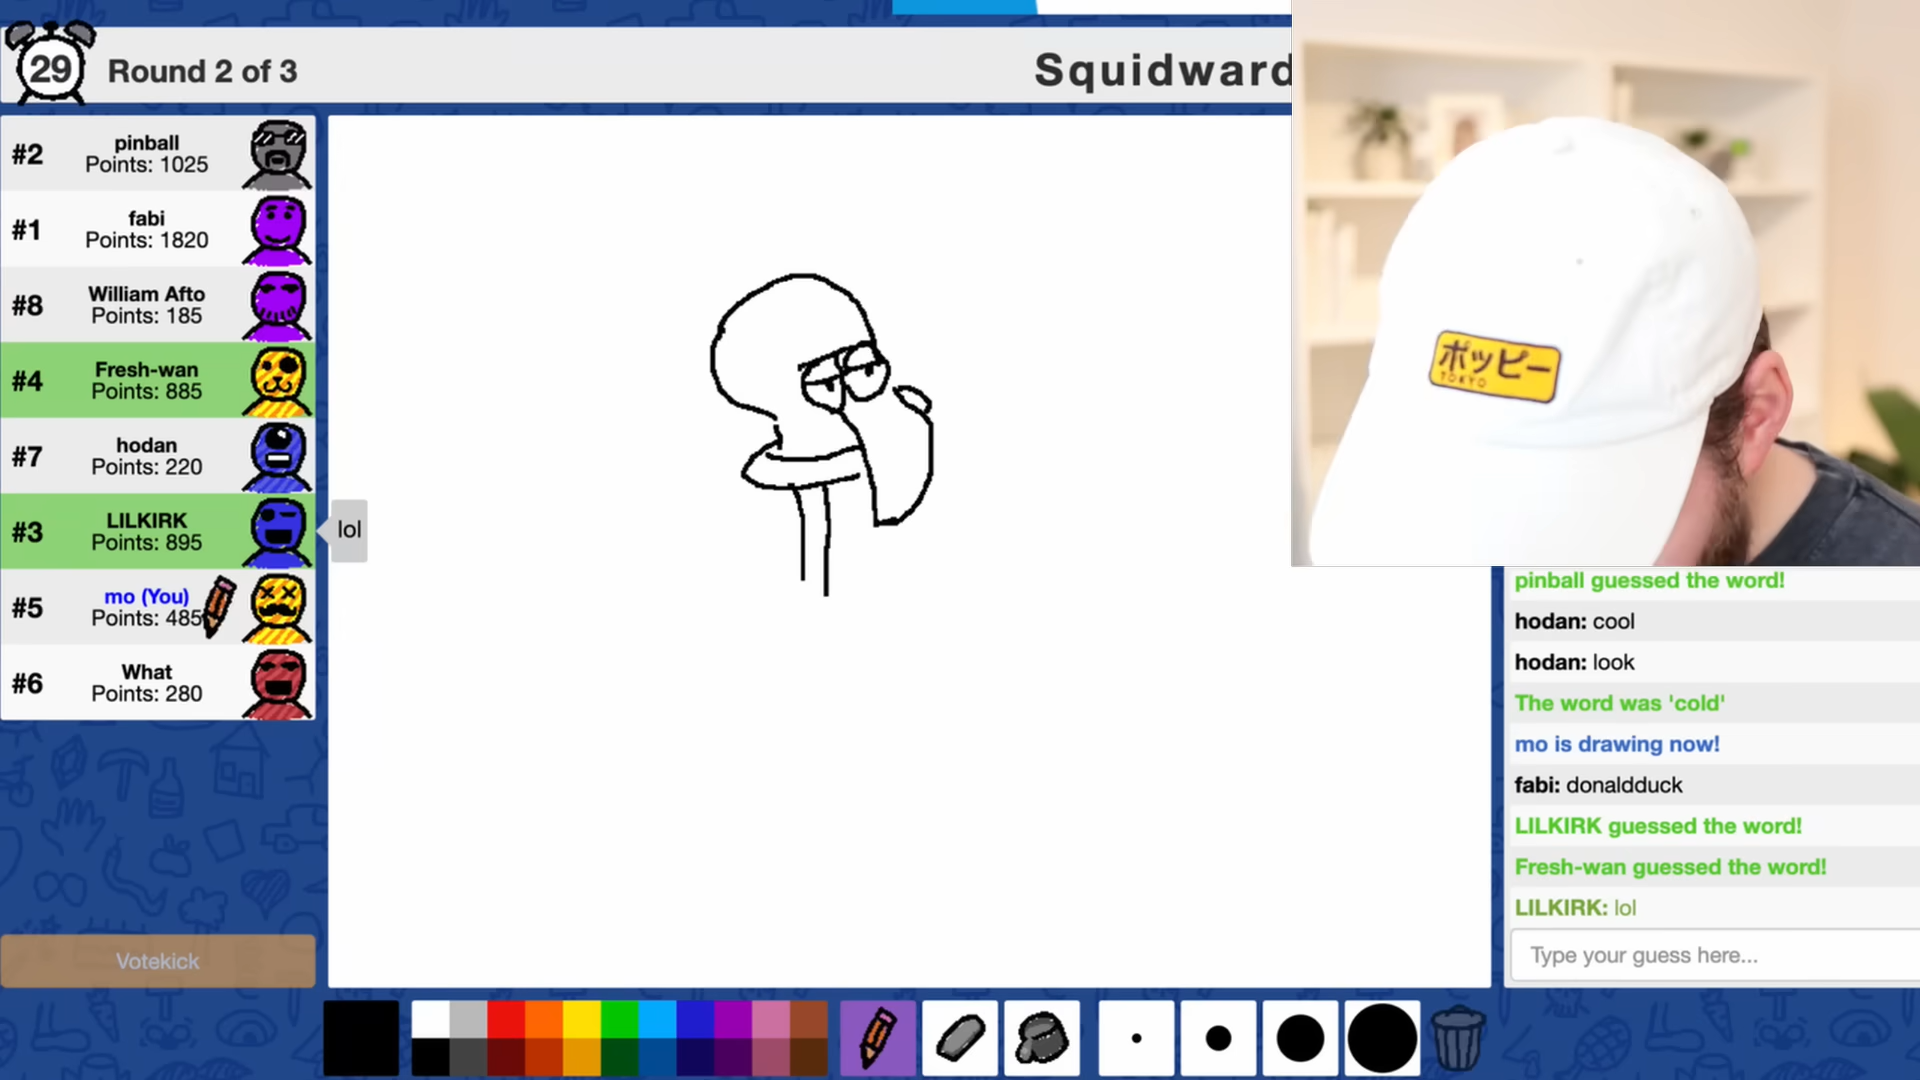 29
Round 2 of 3
Squidward
#2
pinball
Points: 1025
#1
fabi
Points: 1820
#8
William Afto
Points: 185
#4
Fresh-wan
Points: 885
#7
hodan
Points: 220
#3
LILKIRK
Points: 895
lol
#5
mo (You)
Points: 485
#6
What
Points: 280
Votekick
ポッピー
TOKYO
pinball guessed the word!
hodan: cool
hodan: look
The word was 'cold'
mo is drawing now!
fabi: donaldduck
LILKIRK guessed the word!
Fresh-wan guessed the word!
LILKIRK: lol
Type your guess here...